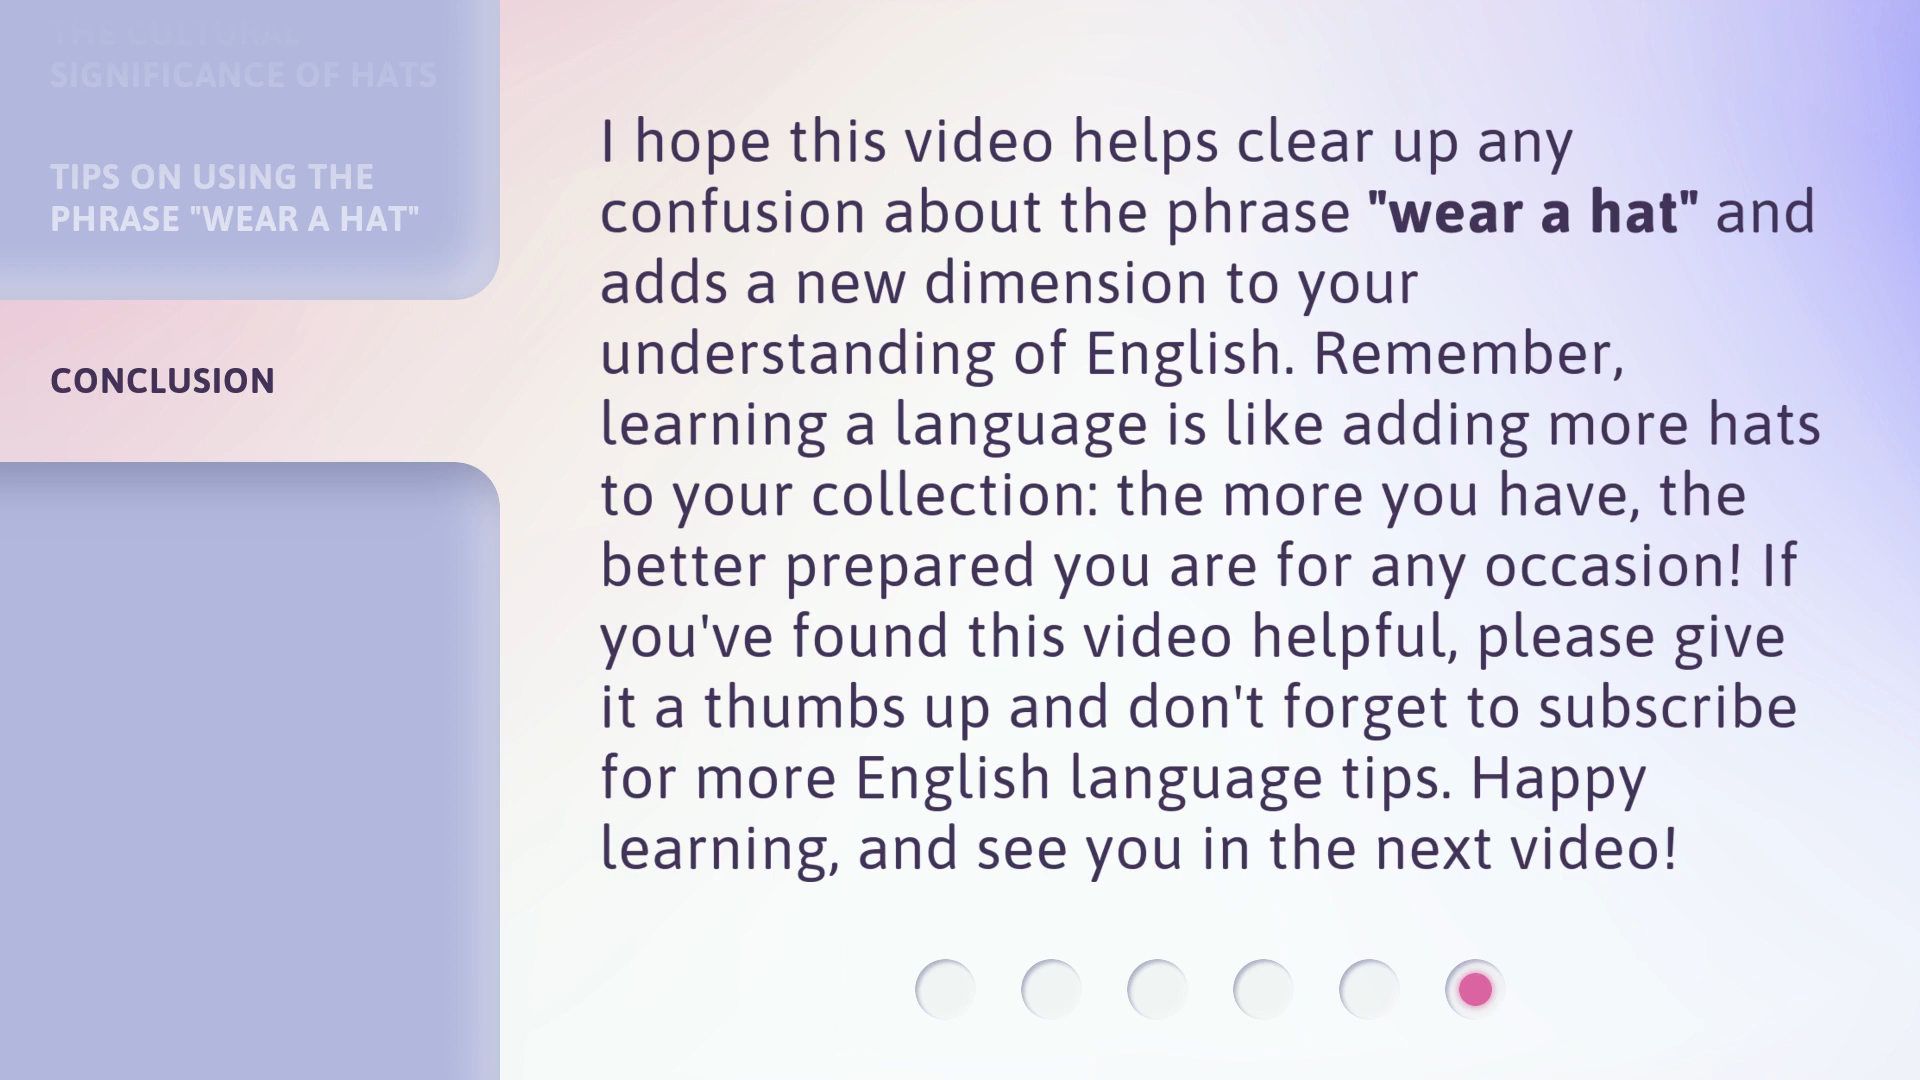 THE CULTURAL
SIGNIFICANCE OF HATS
TIPS ON USING THE
PHRASE "WEAR A HAT"
CONCLUSION
I hope this video helps clear up any
confusion about the phrase "wear a hat" and
adds a new dimension to your
understanding of English. Remember,
learning a language is like adding more hats
to your collection: the more you have, the
better prepared you are for any occasion! If
you've found this video helpful, please give
it a thumbs up and don't forget to subscribe
for more English language tips. Happy
learning, and see you in the next video!